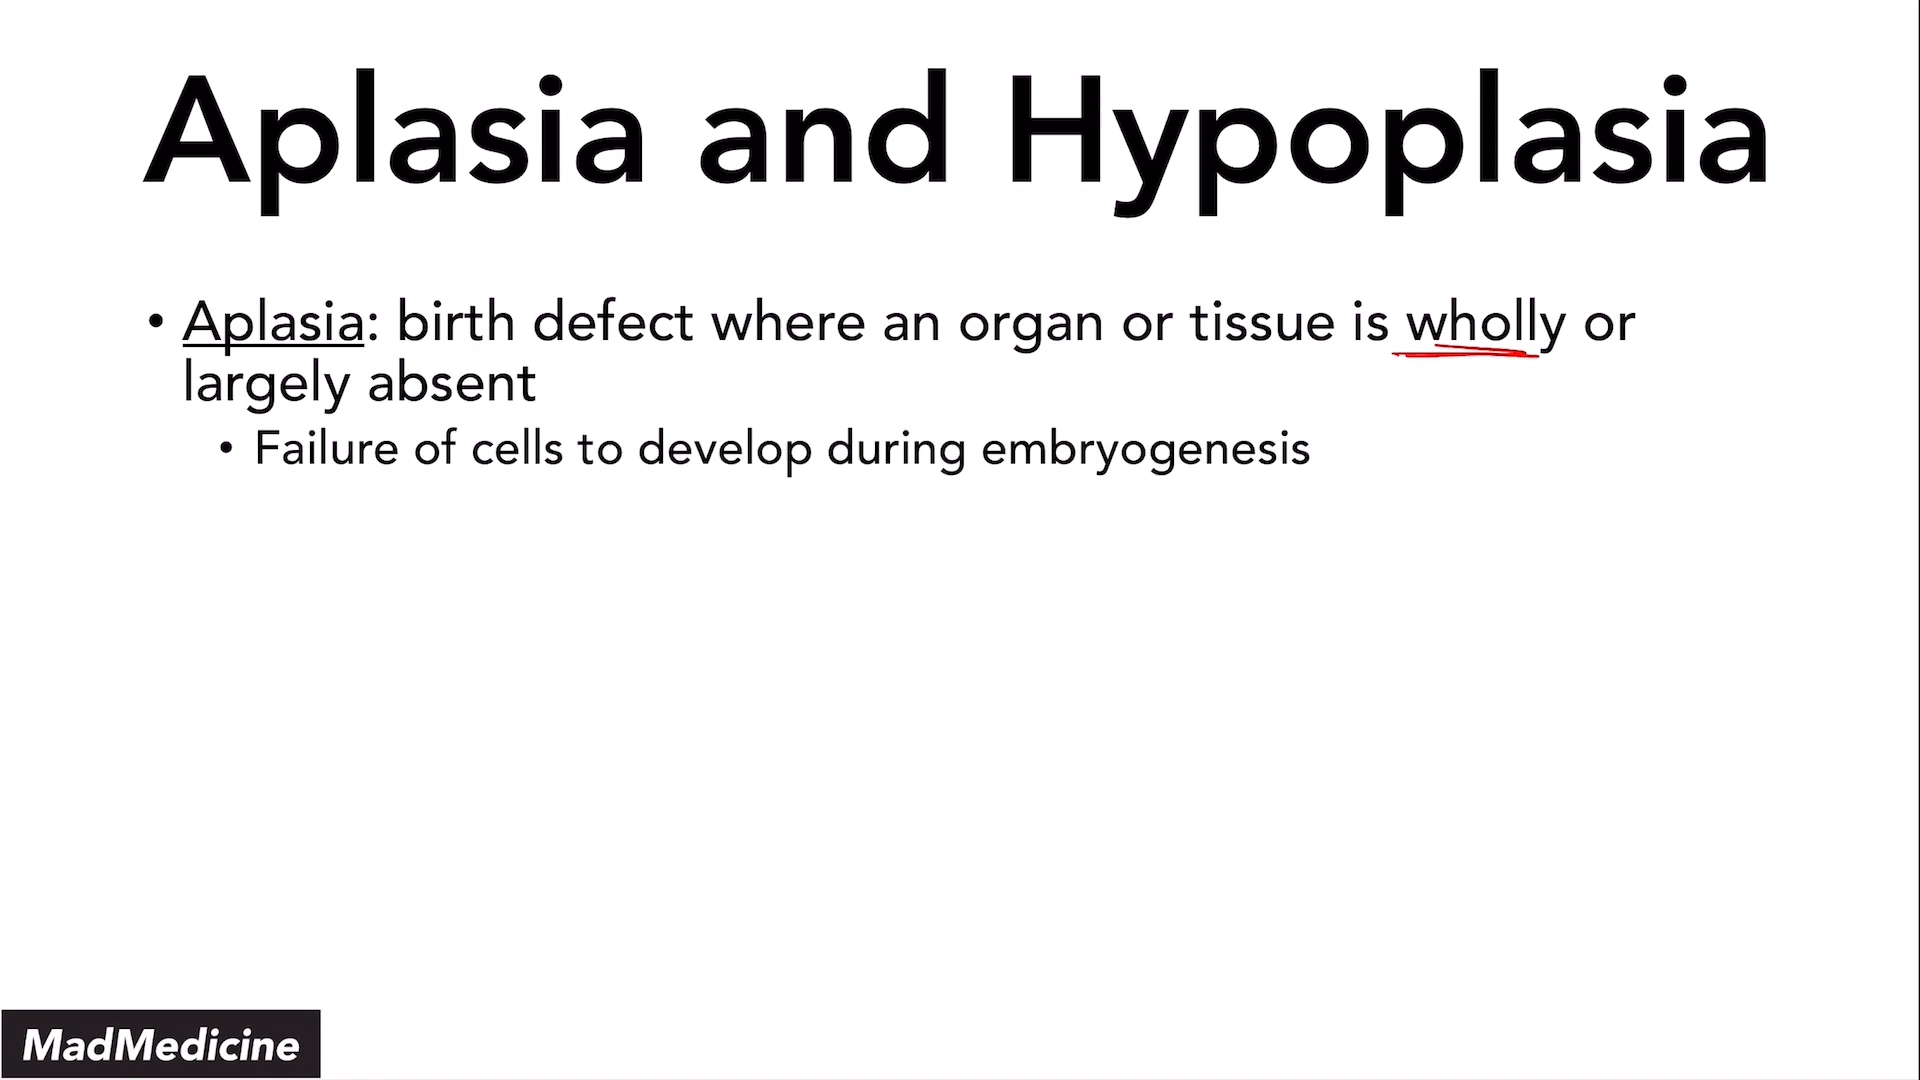 Aplasia and Hypoplasia
• Aplasia: birth defect where an organ or tissue is wholly or
largely absent
• Failure of cells to develop during embryogenesis
MadMedicine